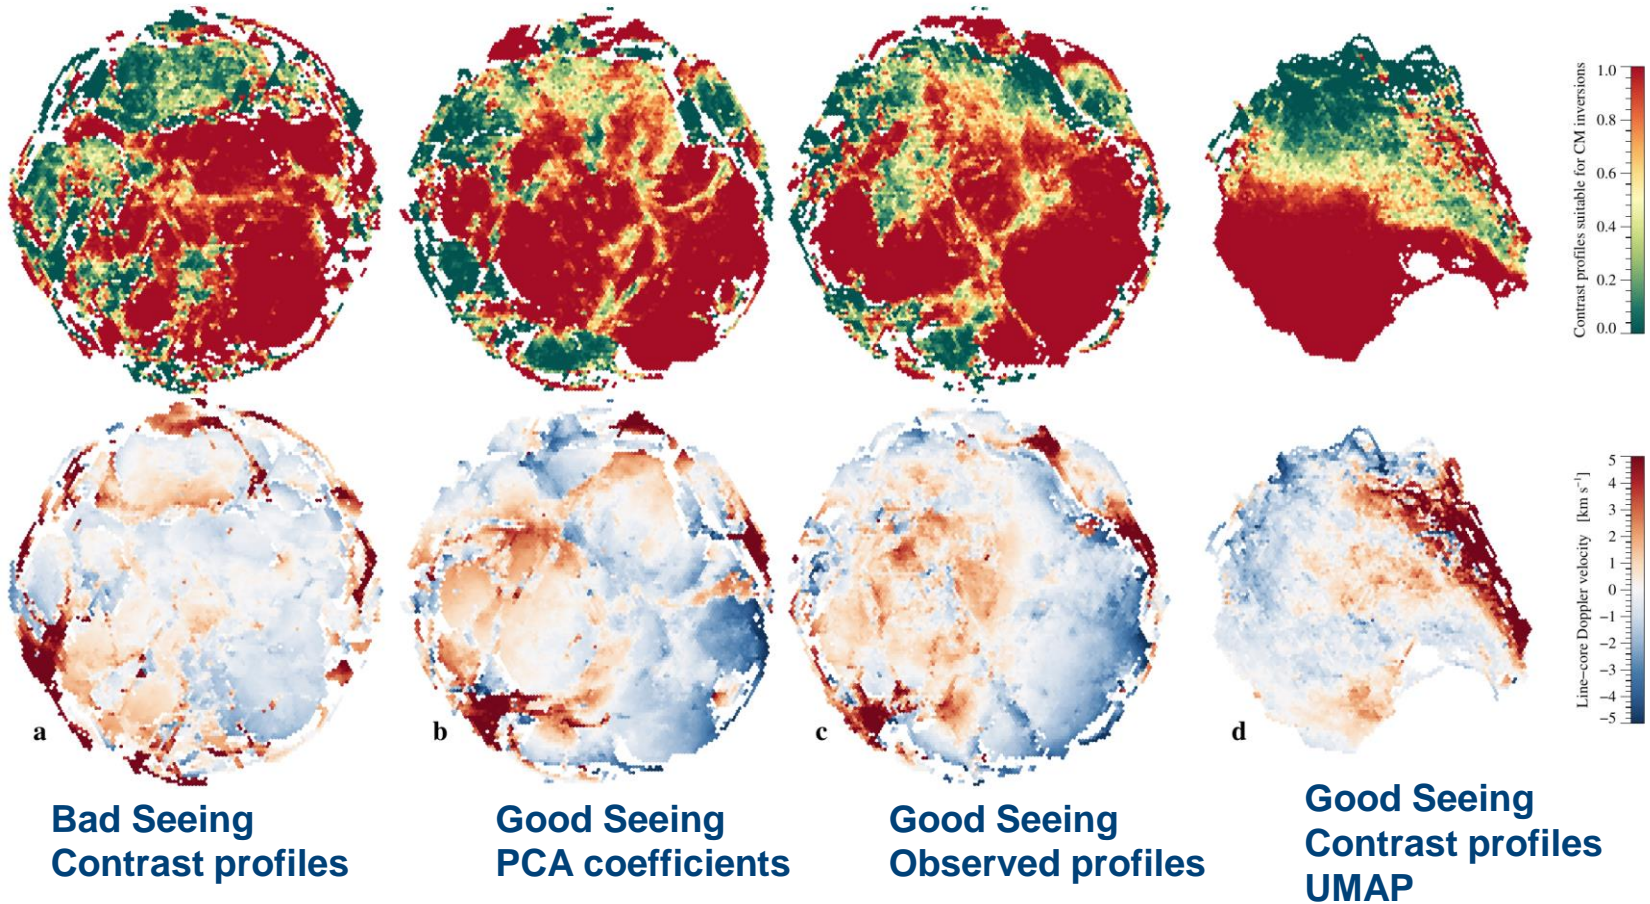 Contrast profiles suitable for CM inversions
1.0
0.8
0.6
0.4
0.2
0.0
Line−core Doppler velocity [km s⁻¹]
5
4
3
2
1
0
−1
−2
−3
−4
−5
a
b
c
d
Bad Seeing
Contrast profiles
Good Seeing
PCA coefficients
Good Seeing
Observed profiles
Good Seeing
Contrast profiles
UMAP